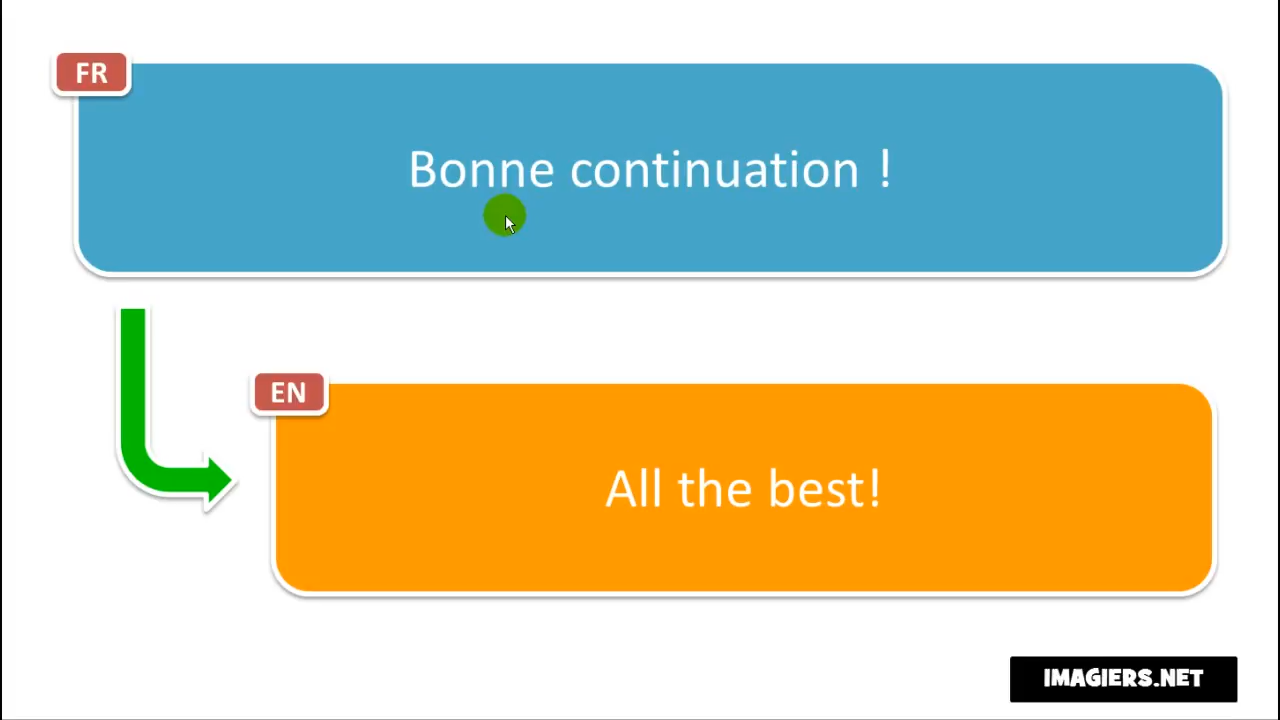 FR
Bonne continuation !
EN
All the best!
IMAGIERS.NET